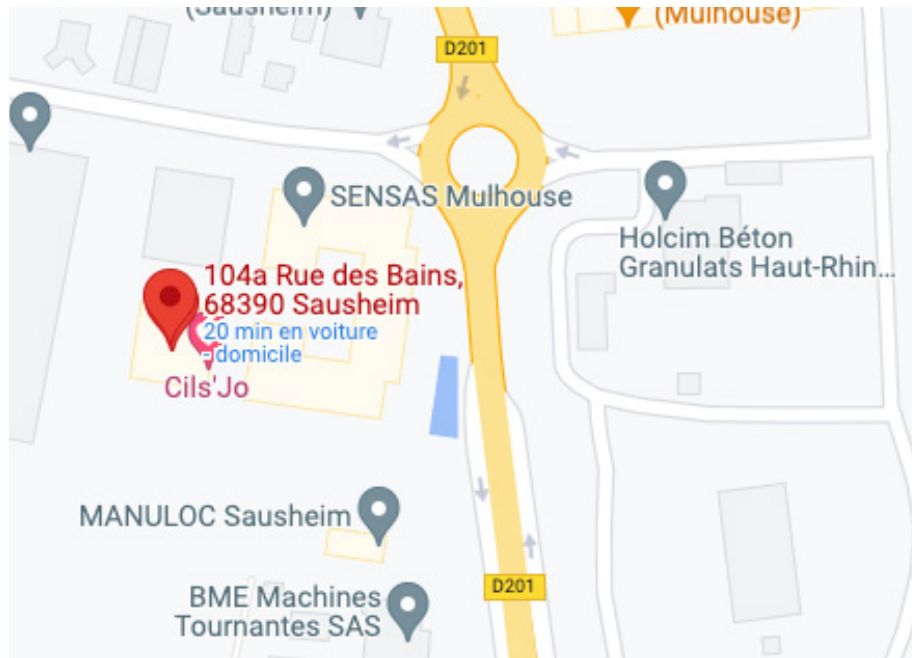 (Sausheim)
(Mulhouse)
D201
SENSAS Mulhouse
Holcim Béton
Granulats Haut-Rhin...
104a Rue des Bains,
68390 Sausheim
20 min en voiture
- domicile
Cils'Jo
MANULOC Sausheim
D201
BME Machines
Tournantes SAS